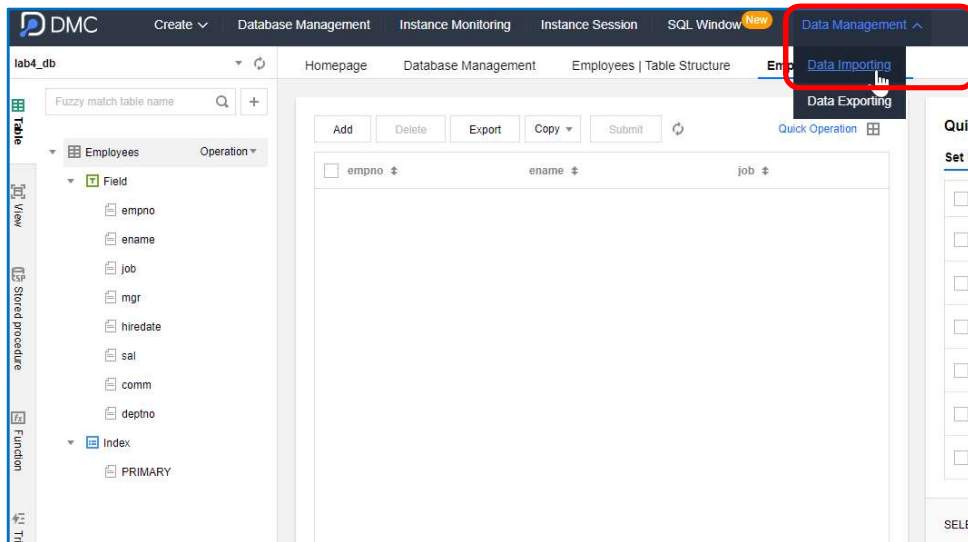 DMC Create Database Management Instance Monitoring Instance Session SQL Window New Data Management
lab4_db Homepage Database Management Employees | Table Structure Data Importing
Fuzzy match table name + Data Exporting
Table Add Delete Export Copy Submit Quick Operation
Employees Operation Set
empno ename job
Field
View empno
ename
job
Stored procedure mgr
hiredate
sal
comm
Function deptno
Index
PRIMARY